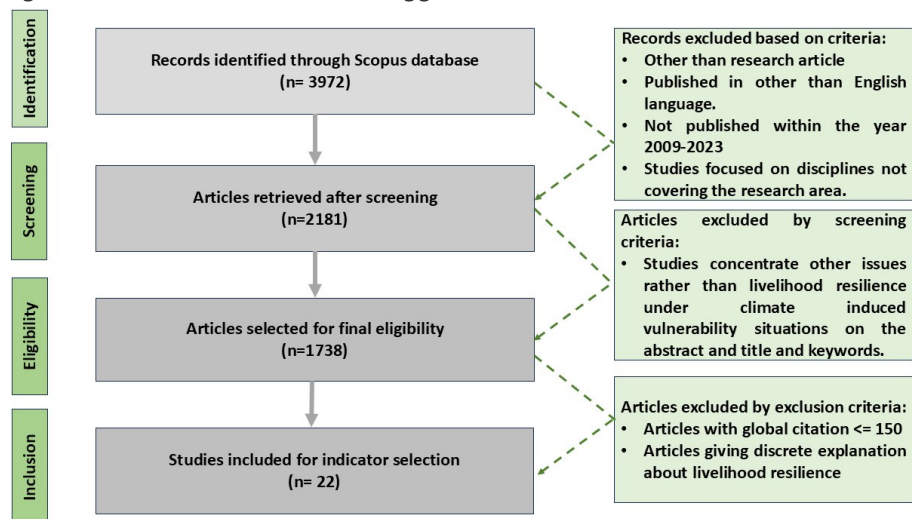 Identification
Records identified through Scopus database
(n= 3972)
Records excluded based on criteria:
• Other than research article
• Published in other than English
language.
• Not published within the year
2009-2023
• Studies focused on disciplines not
covering the research area.
Screening
Articles retrieved after screening
(n=2181)
Articles excluded by screening
criteria:
• Studies concentrate other issues
rather than livelihood resilience
under climate induced
vulnerability situations on the
abstract and title and keywords.
Eligibility
Articles selected for final eligibility
(n=1738)
Articles excluded by exclusion criteria:
• Articles with global citation <= 150
• Articles giving discrete explanation
about livelihood resilience
Inclusion
Studies included for indicator selection
(n= 22)